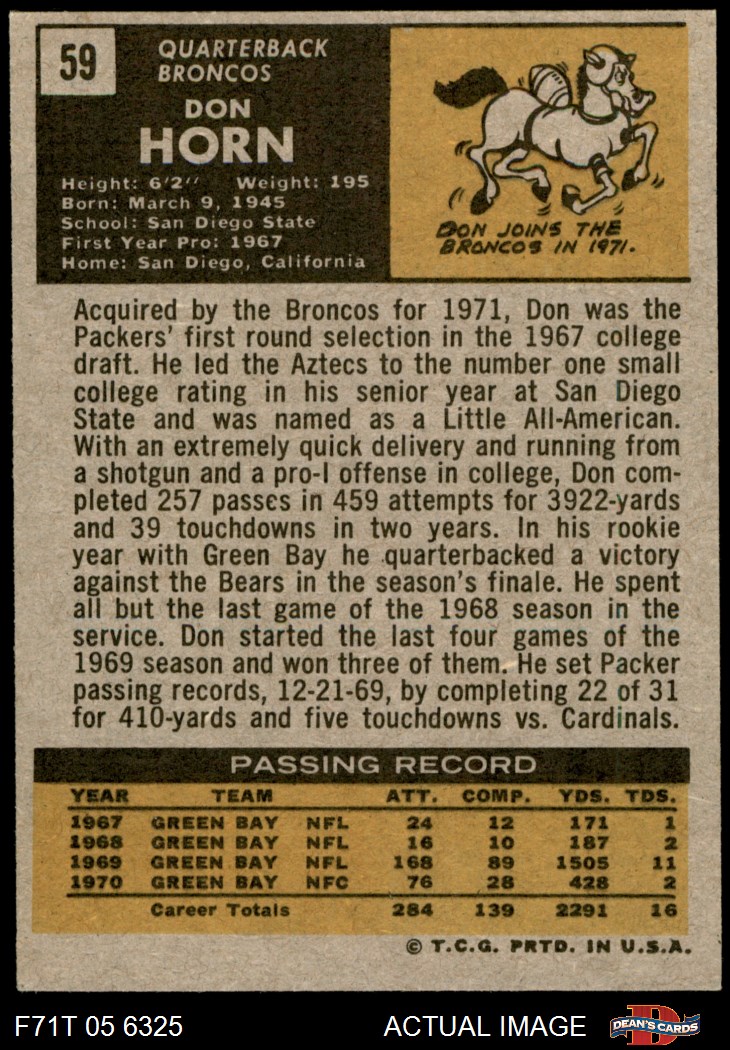 59
QUARTERBACK
BRONCOS
DON
HORN
Height: 6'2'' Weight: 195
Born: March 9, 1945
School: San Diego State
First Year Pro: 1967
Home: San Diego, California
DON JOINS THE
BRONCOS IN 1971.
Acquired by the Broncos for 1971, Don was the
Packers' first round selection in the 1967 college
draft. He led the Aztecs to the number one small
college rating in his senior year at San Diego
State and was named as a Little All-American.
With an extremely quick delivery and running from
a shotgun and a pro-I offense in college, Don com-
pleted 257 passes in 459 attempts for 3922-yards
and 39 touchdowns in two years. In his rookie
year with Green Bay he quarterbacked a victory
against the Bears in the season's finale. He spent
all but the last game of the 1968 season in the
service. Don started the last four games of the
1969 season and won three of them. He set Packer
passing records, 12-21-69, by completing 22 of 31
for 410-yards and five touchdowns vs. Cardinals.
PASSING RECORD
YEAR TEAM ATT. COMP. YDS. TDS.
1967 GREEN BAY NFL 24 12 171 1
1968 GREEN BAY NFL 16 10 187 2
1969 GREEN BAY NFL 168 89 1505 11
1970 GREEN BAY NFC 76 28 428 2
Career Totals 284 139 2291 16
© T.C.G. PRTD. IN U.S.A.
F71T 05 6325 ACTUAL IMAGE
D
DEAN'S CARDS